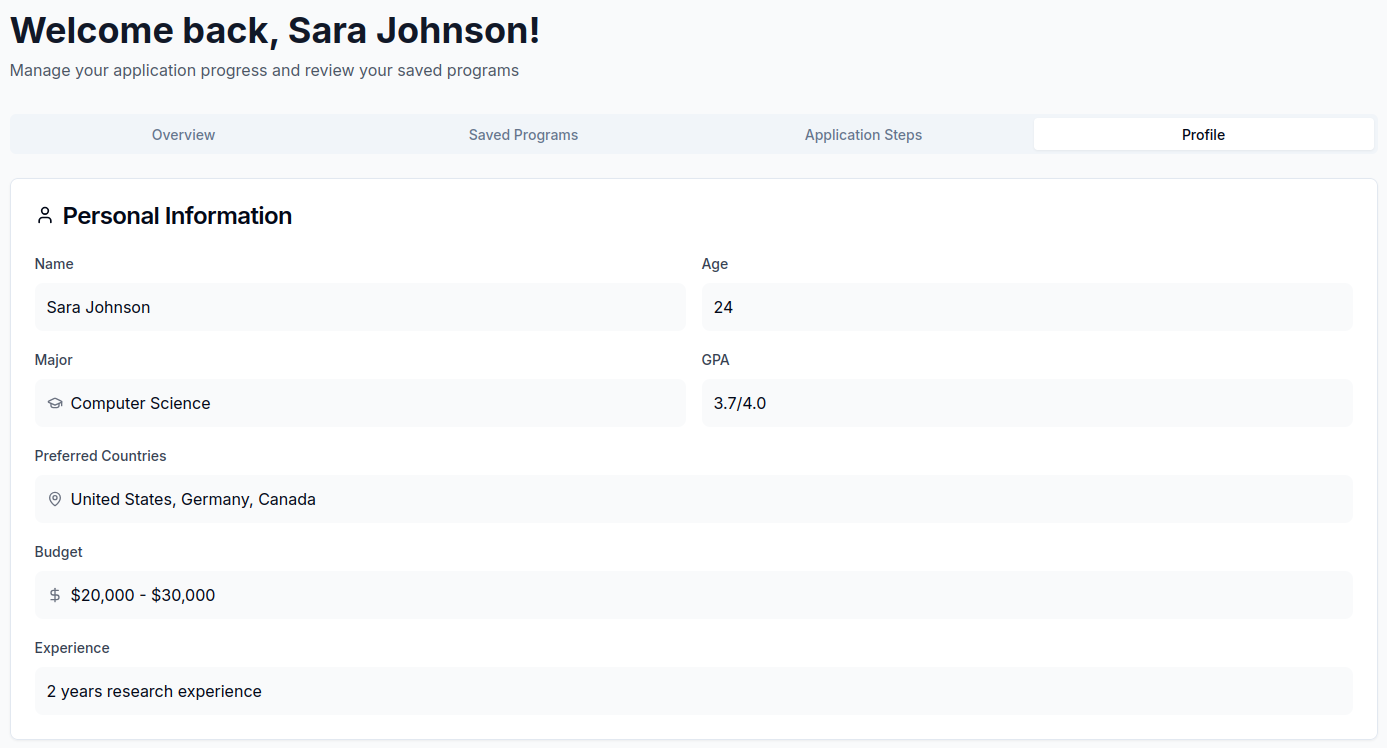 Welcome back, Sara Johnson!
Manage your application progress and review your saved programs
Overview Saved Programs Application Steps Profile
Personal Information
Name Age
Sara Johnson 24
Major GPA
Computer Science 3.7/4.0
Preferred Countries
United States, Germany, Canada
Budget
$ $20,000 - $30,000
Experience
2 years research experience